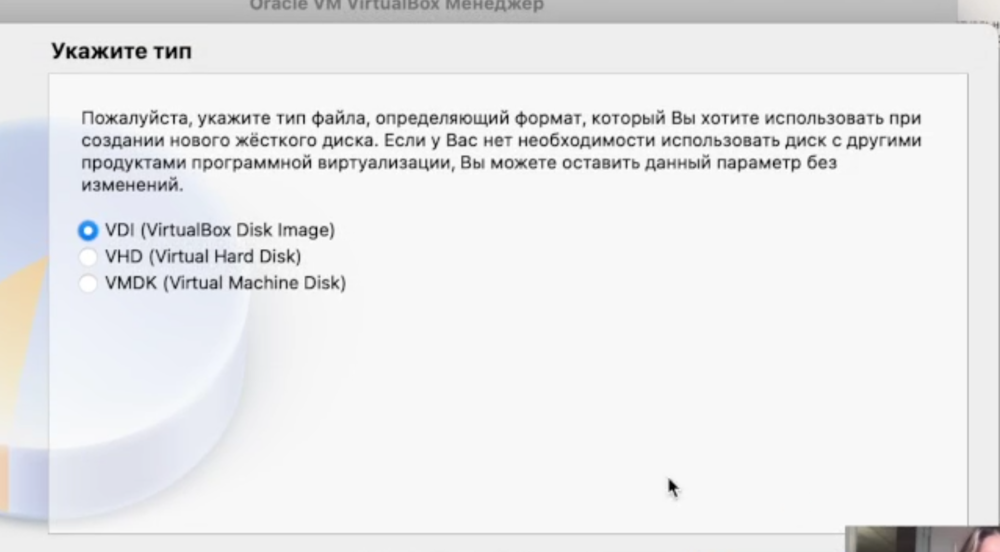 Oracle VM VirtualBox Менеджер
Укажите тип
Пожалуйста, укажите тип файла, определяющий формат, который Вы хотите использовать при
создании нового жёсткого диска. Если у Вас нет необходимости использовать диск с другими
продуктами программной виртуализации, Вы можете оставить данный параметр без
изменений.
VDI (VirtualBox Disk Image)
VHD (Virtual Hard Disk)
VMDK (Virtual Machine Disk)